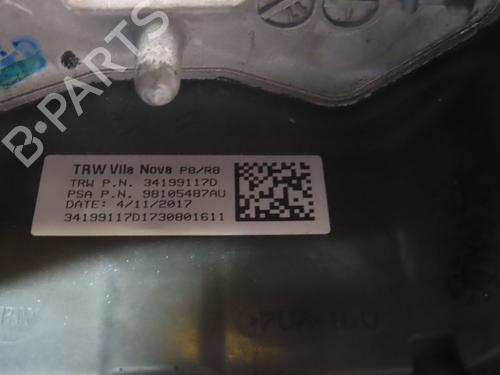 TRW Vila Nova P8/R8
TRW P.N. 34199117D
PSA P.N. 98105487AU
DATE: 4/11/2017
34199117D1730801611
B-PARTS